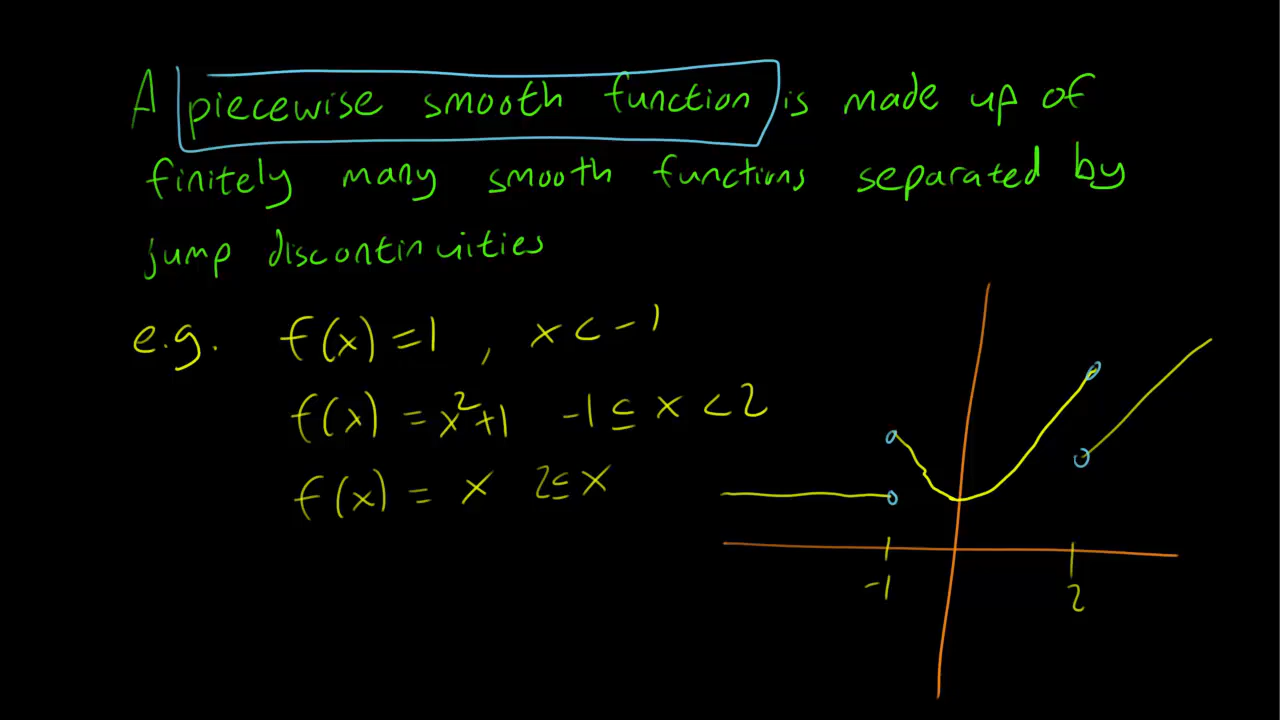 A piecewise smooth function is made up of
finitely many smooth functions separated by
jump discontinuities
e.g. f(x) = 1 , x < -1
f(x) = x²+1 -1 ≤ x < 2
f(x) = x 2 ≤ x
-1 2